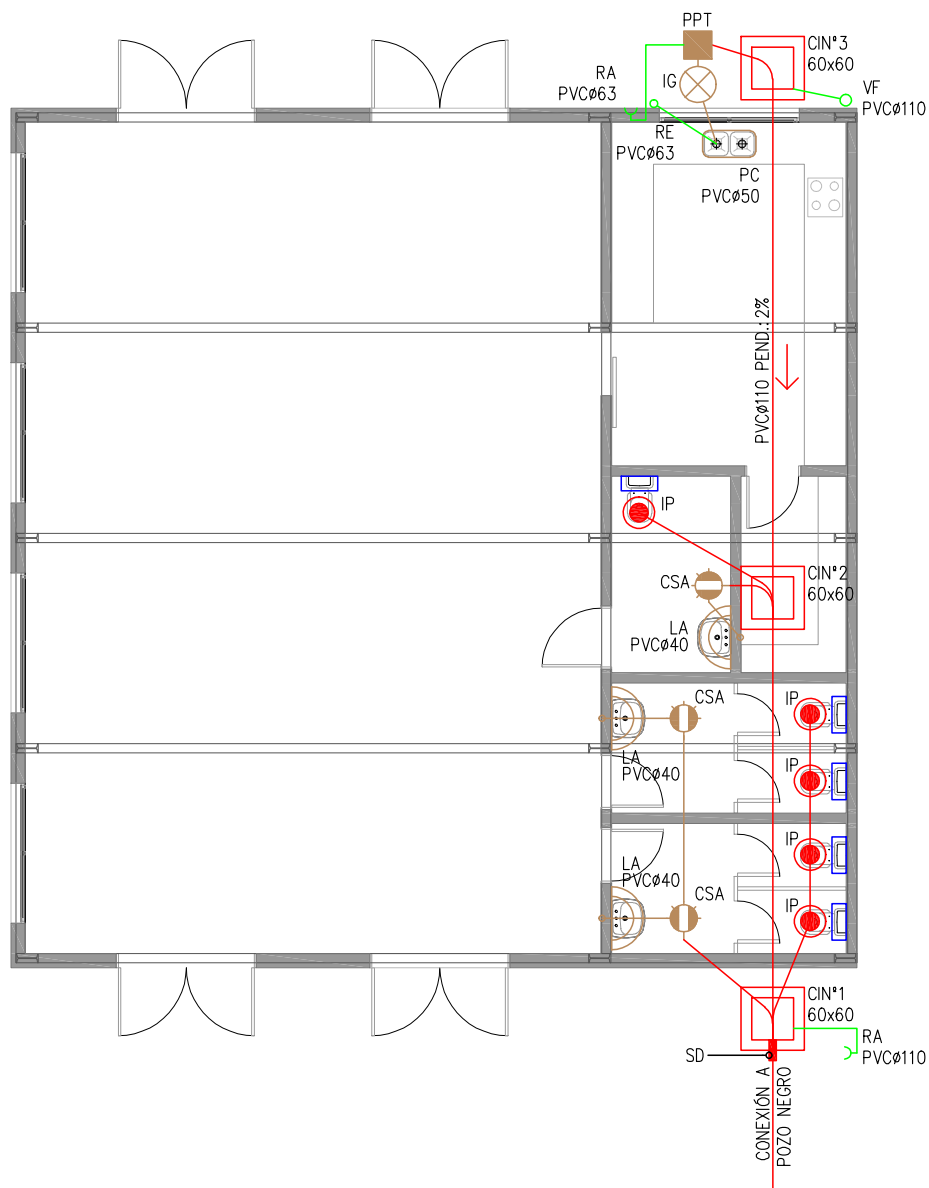 PPT
CIN°3
60x60
RA
PVCø63
IG
VF
PVCø110
RE
PVCø63
PC
PVCø50
PVCø110 PEND.:2%
IP
CSA
CIN°2
60x60
LA
PVCø40
CSA
IP
LA
PVCø40
IP
IP
LA
PVCø40
CSA
IP
CIN°1
60x60
RA
PVCø110
SD
CONEXIÓN A
POZO NEGRO